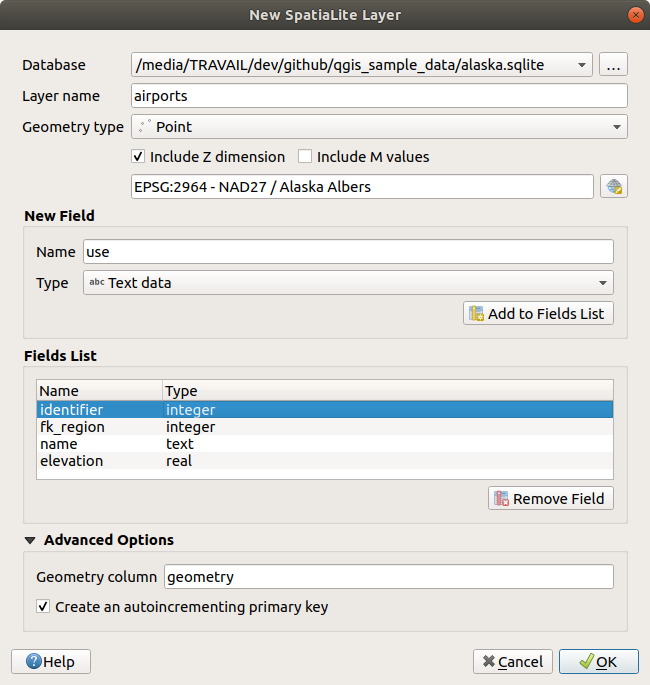 New SpatiaLite Layer
Database /media/TRAVAIL/dev/github/qgis_sample_data/alaska.sqlite ...
Layer name airports
Geometry type Point
Include Z dimension Include M values
EPSG:2964 - NAD27 / Alaska Albers
New Field
Name use
Type abc Text data
Add to Fields List
Fields List
Name Type
identifier integer
fk_region integer
name text
elevation real
Remove Field
Advanced Options
Geometry column geometry
Create an autoincrementing primary key
Help Cancel OK